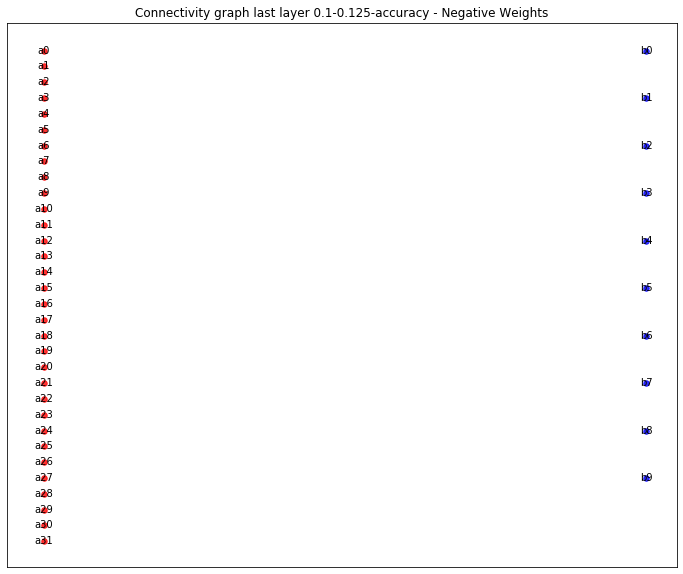 Connectivity graph last layer 0.1-0.125-accuracy - Negative Weights
a0 b0
a1
a2
a3 b1
a4
a5
a6 b2
a7
a8
a9 b3
a10
a11
a12 b4
a13
a14
a15 b5
a16
a17
a18 b6
a19
a20
a21 b7
a22
a23
a24 b8
a25
a26
a27 b9
a28
a29
a30
a31